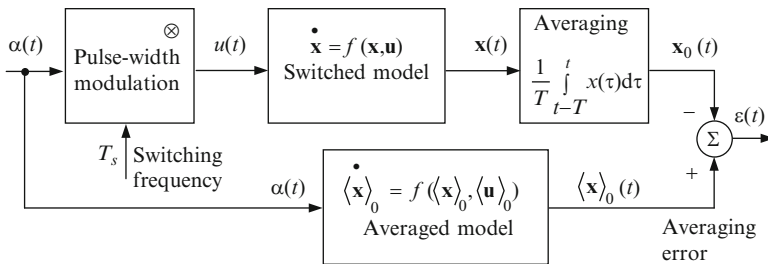 α(t)
⊗
Pulse-width
modulation
T_s
Switching
frequency
u(t)
ẋ = f(x,u)
Switched model
x(t)
Averaging
1/T ∫_{t−T}^{t} x(τ)dτ
x₀(t)
−
Σ
+
ε(t)
α(t)
⟨ẋ⟩₀ = f(⟨x⟩₀,⟨u⟩₀)
Averaged model
⟨x⟩₀(t)
Averaging
error